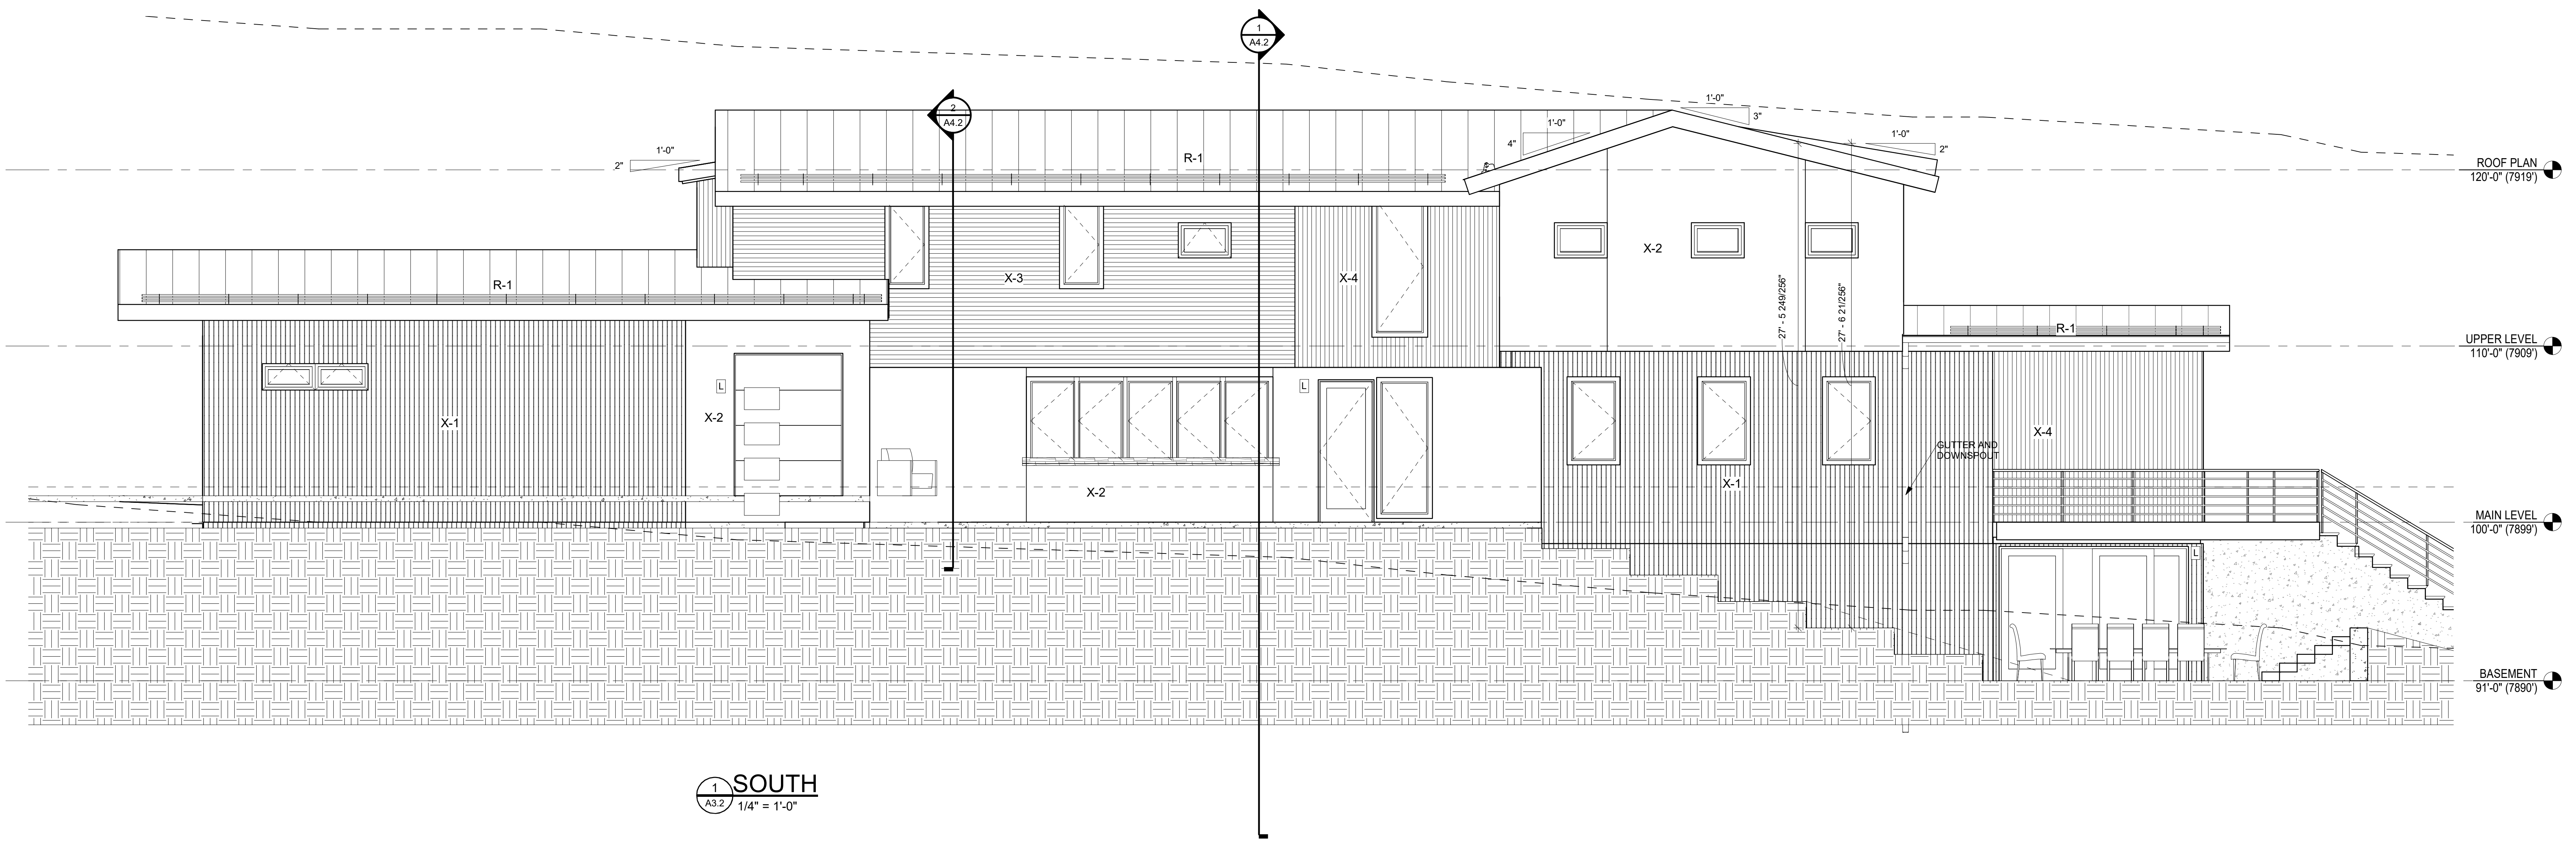 1
A4.2
2
A4.2
1'-0"
3"
1'-0"
4"
1'-0"
2"
1'-0"
2"
R-1
ROOF PLAN
120'-0" (7919')
X-2
X-3
X-4
R-1
27' - 5 249/256"
27' - 6 21/256"
R-1
UPPER LEVEL
110'-0" (7909')
L
L
X-2
X-1
X-4
GUTTER AND
DOWNSPOUT
X-2
X-1
MAIN LEVEL
100'-0" (7899')
L
BASEMENT
91'-0" (7890')
1
A3.2
SOUTH
1/4" = 1'-0"